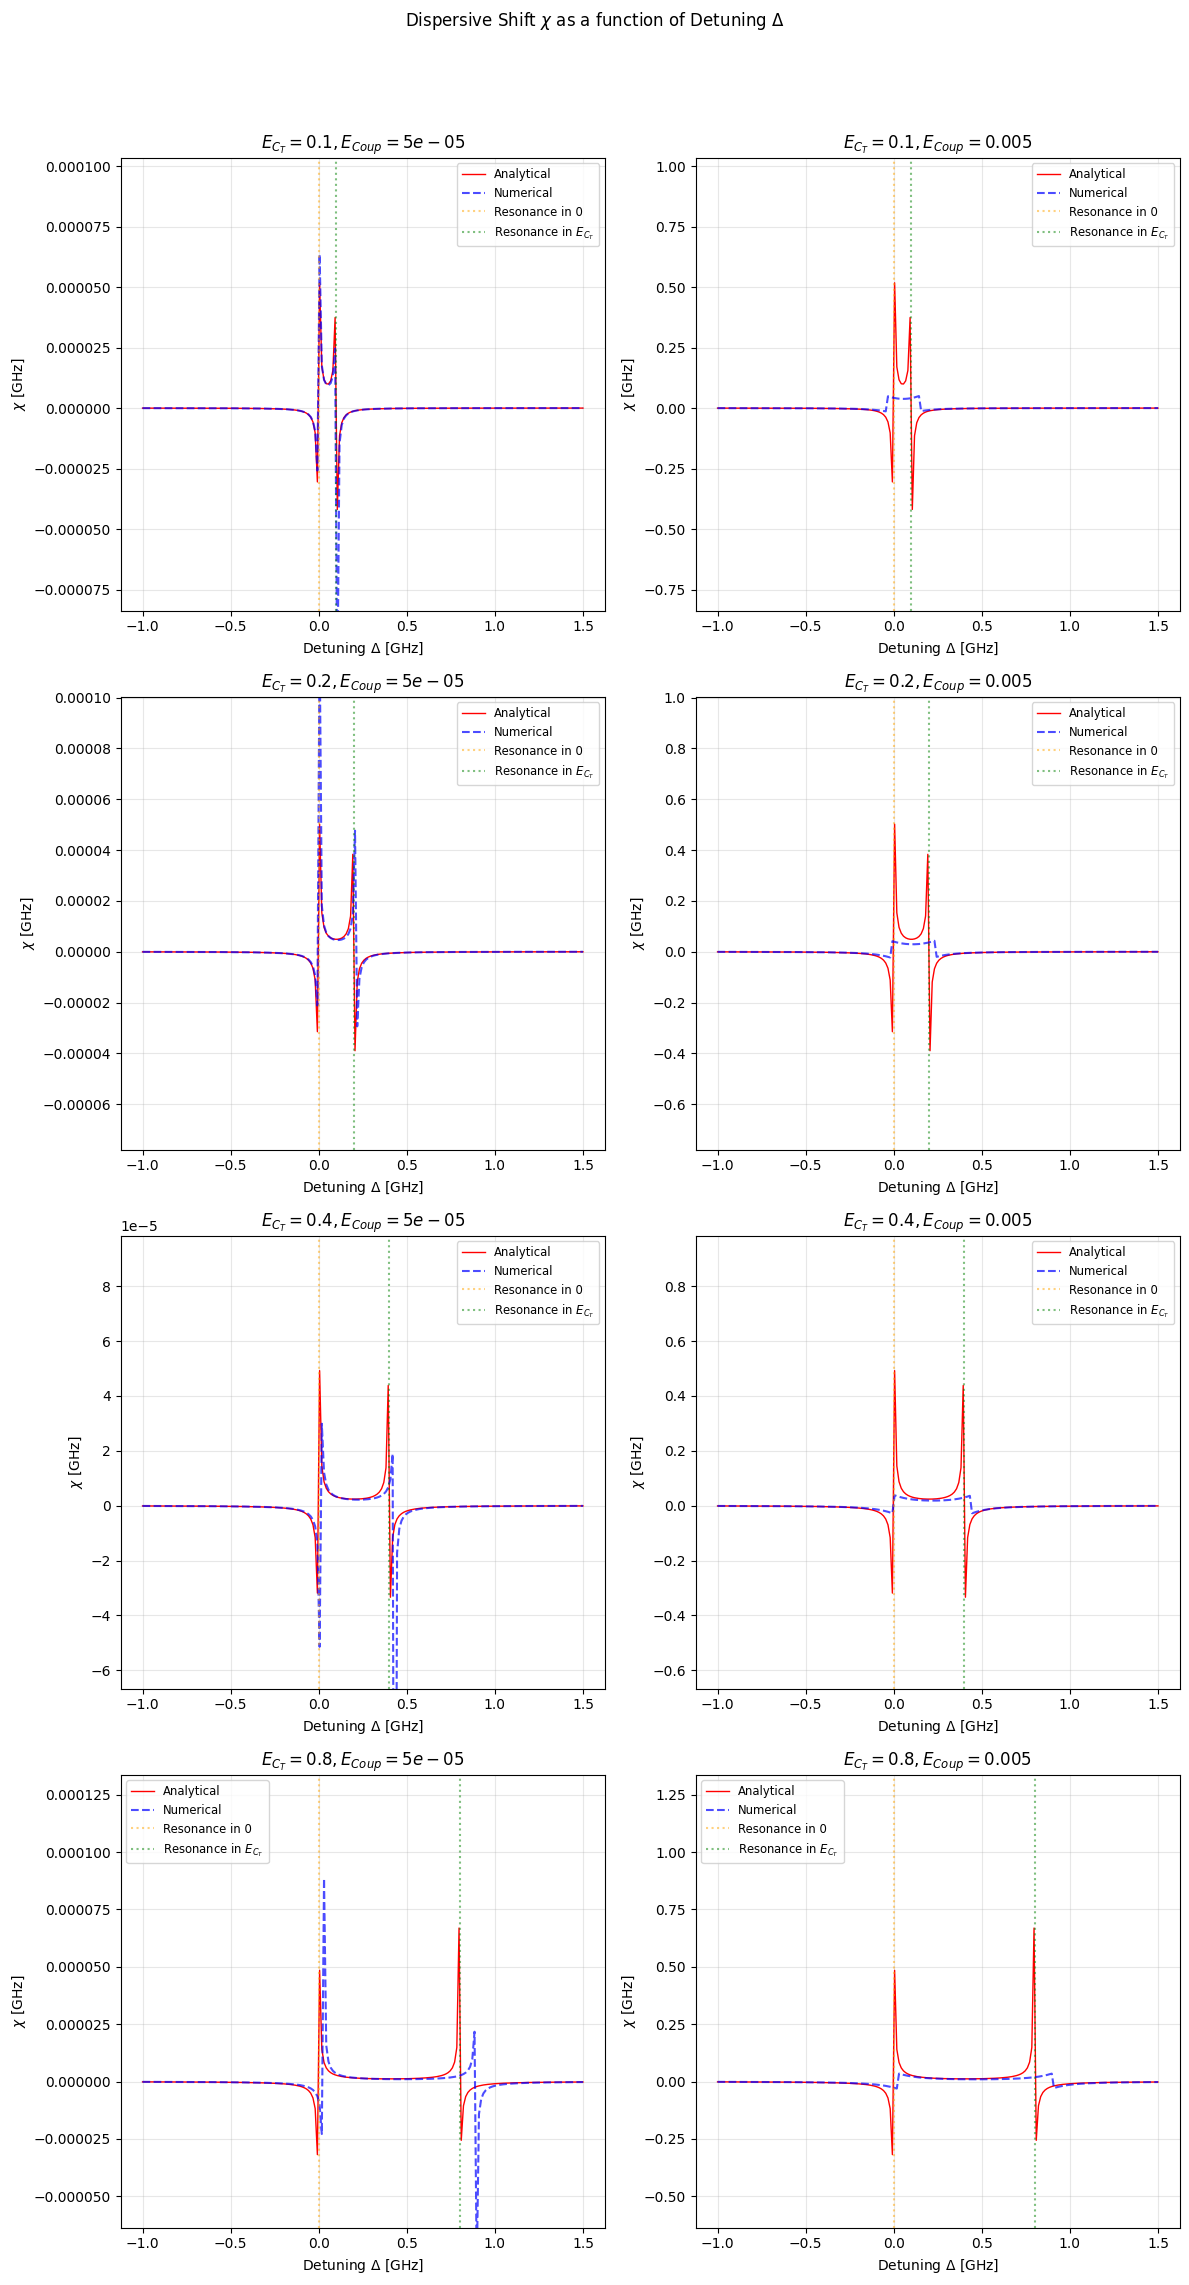 Dispersive Shift χ as a function of Detuning Δ
E_{C_T} = 0.1, E_{Coup} = 5e − 05
0.000100
0.000075
0.000050
0.000025
0.000000
−0.000025
−0.000050
−0.000075
χ [GHz]
Analytical
Numerical
Resonance in 0
Resonance in E_{C_T}
−1.0 −0.5 0.0 0.5 1.0 1.5
Detuning Δ [GHz]
E_{C_T} = 0.1, E_{Coup} = 0.005
1.00
0.75
0.50
0.25
0.00
−0.25
−0.50
−0.75
χ [GHz]
Analytical
Numerical
Resonance in 0
Resonance in E_{C_T}
−1.0 −0.5 0.0 0.5 1.0 1.5
Detuning Δ [GHz]
E_{C_T} = 0.2, E_{Coup} = 5e − 05
0.00010
0.00008
0.00006
0.00004
0.00002
0.00000
−0.00002
−0.00004
−0.00006
χ [GHz]
Analytical
Numerical
Resonance in 0
Resonance in E_{C_T}
−1.0 −0.5 0.0 0.5 1.0 1.5
Detuning Δ [GHz]
E_{C_T} = 0.2, E_{Coup} = 0.005
1.0
0.8
0.6
0.4
0.2
0.0
−0.2
−0.4
−0.6
χ [GHz]
Analytical
Numerical
Resonance in 0
Resonance in E_{C_T}
−1.0 −0.5 0.0 0.5 1.0 1.5
Detuning Δ [GHz]
E_{C_T} = 0.4, E_{Coup} = 5e − 05
1e−5
8
6
4
2
0
−2
−4
−6
χ [GHz]
Analytical
Numerical
Resonance in 0
Resonance in E_{C_T}
−1.0 −0.5 0.0 0.5 1.0 1.5
Detuning Δ [GHz]
E_{C_T} = 0.4, E_{Coup} = 0.005
0.8
0.6
0.4
0.2
0.0
−0.2
−0.4
−0.6
χ [GHz]
Analytical
Numerical
Resonance in 0
Resonance in E_{C_T}
−1.0 −0.5 0.0 0.5 1.0 1.5
Detuning Δ [GHz]
E_{C_T} = 0.8, E_{Coup} = 5e − 05
0.000125
0.000100
0.000075
0.000050
0.000025
0.000000
−0.000025
−0.000050
χ [GHz]
Analytical
Numerical
Resonance in 0
Resonance in E_{C_T}
−1.0 −0.5 0.0 0.5 1.0 1.5
Detuning Δ [GHz]
E_{C_T} = 0.8, E_{Coup} = 0.005
1.25
1.00
0.75
0.50
0.25
0.00
−0.25
−0.50
χ [GHz]
Analytical
Numerical
Resonance in 0
Resonance in E_{C_T}
−1.0 −0.5 0.0 0.5 1.0 1.5
Detuning Δ [GHz]